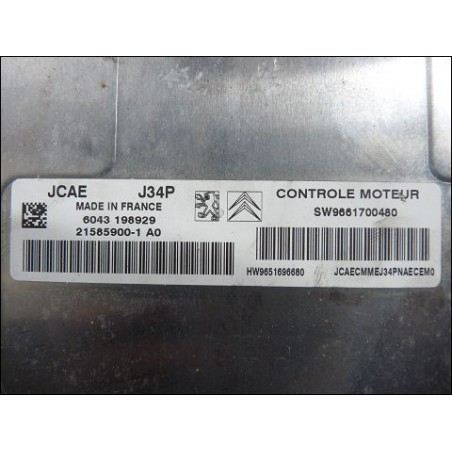 JCAE J34P
MADE IN FRANCE
6043 198929
21585900-1 A0
CONTROLE MOTEUR
SW9661700480
HW9651696680 JCAECMMEJ34PNAECEM0